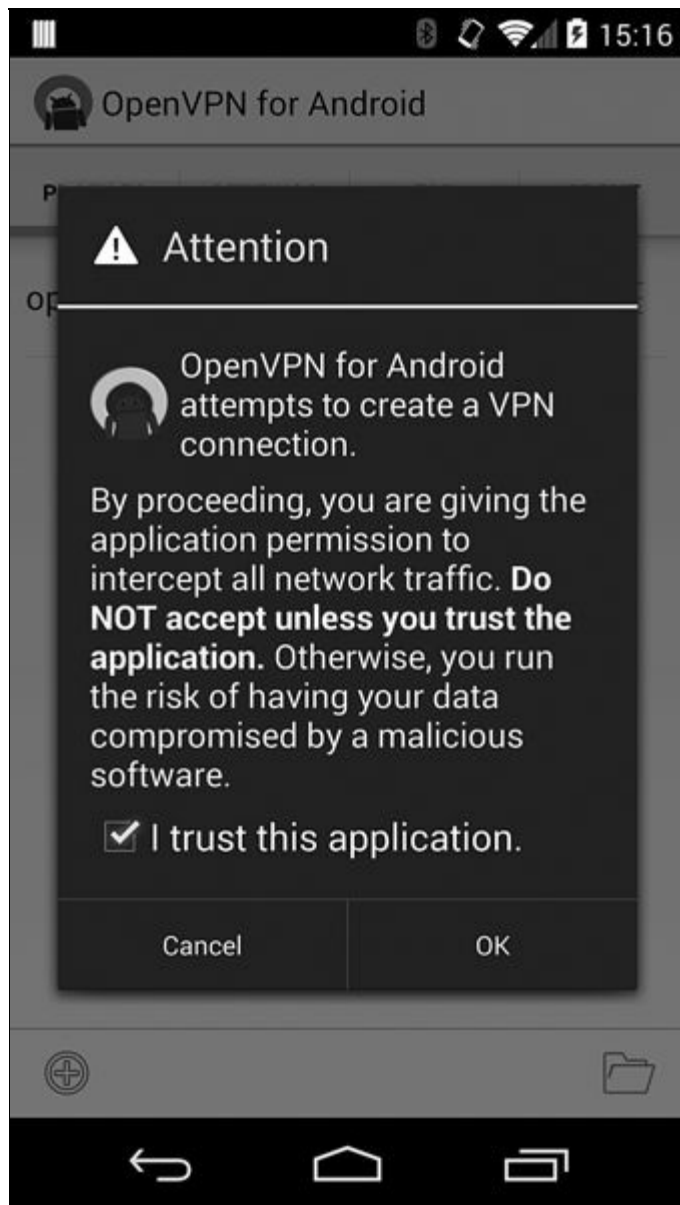 15:16
OpenVPN for Android
Attention
OpenVPN for Android
attempts to create a VPN
connection.
By proceeding, you are giving the
application permission to
intercept all network traffic. Do
NOT accept unless you trust the
application. Otherwise, you run
the risk of having your data
compromised by a malicious
software.
I trust this application.
Cancel OK